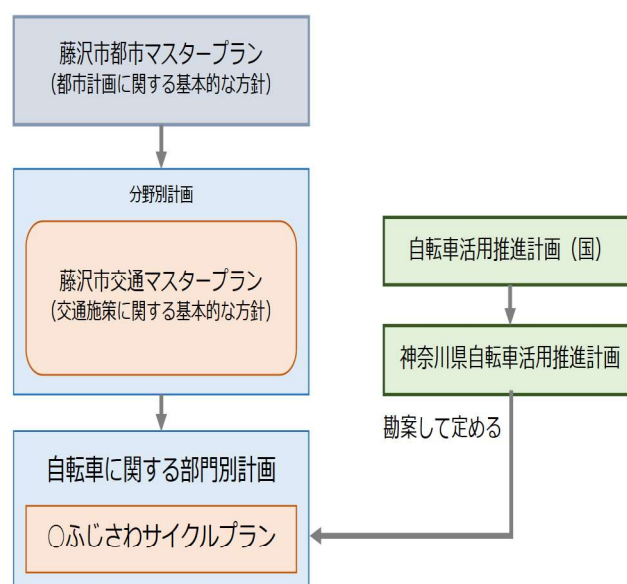 藤沢市都市マスタープラン
（都市計画に関する基本的な方針）
分野別計画
藤沢市交通マスタープラン
（交通施策に関する基本的な方針）
自転車に関する部門別計画
○ふじさわサイクルプラン
自転車活用推進計画（国）
神奈川県自転車活用推進計画
勘案して定める